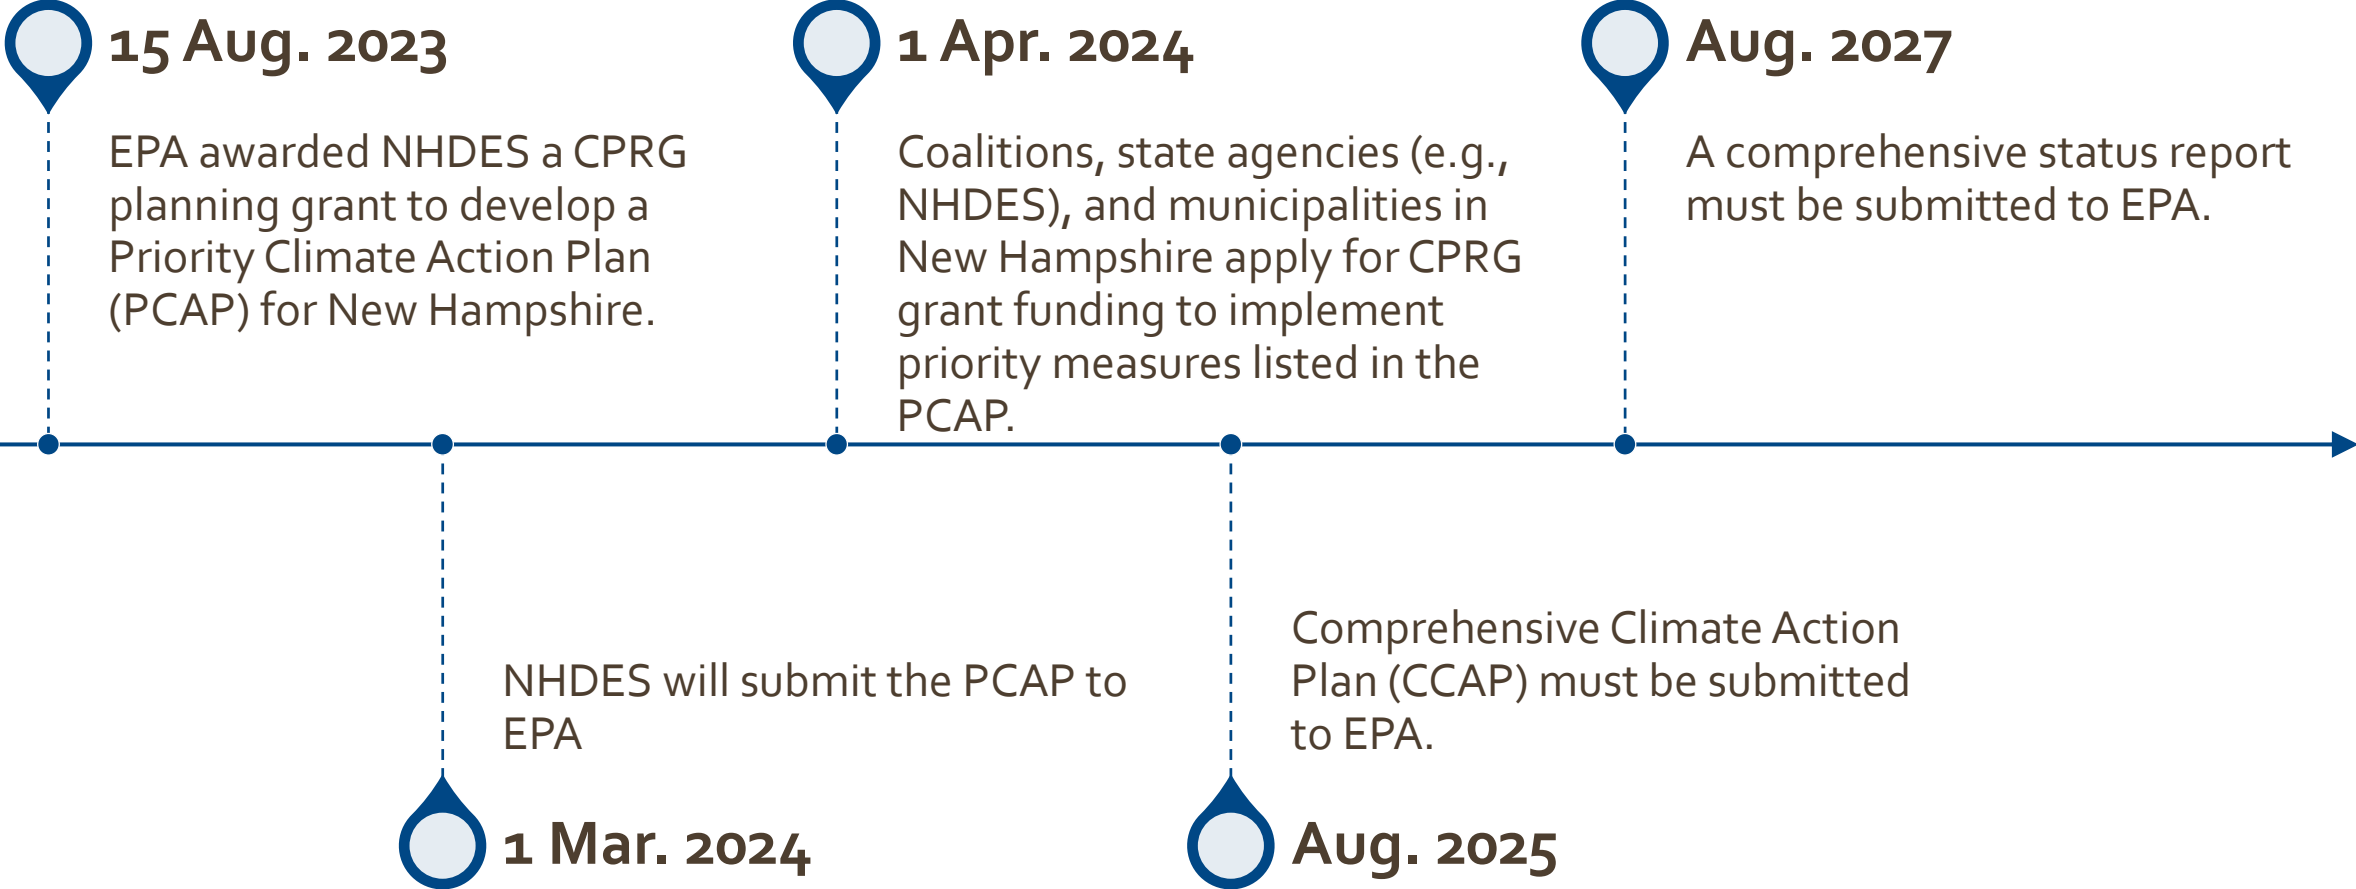 15 Aug. 2023
EPA awarded NHDES a CPRG
planning grant to develop a
Priority Climate Action Plan
(PCAP) for New Hampshire.
NHDES will submit the PCAP to
EPA
1 Mar. 2024
1 Apr. 2024
Coalitions, state agencies (e.g.,
NHDES), and municipalities in
New Hampshire apply for CPRG
grant funding to implement
priority measures listed in the
PCAP.
Comprehensive Climate Action
Plan (CCAP) must be submitted
to EPA.
Aug. 2025
Aug. 2027
A comprehensive status report
must be submitted to EPA.